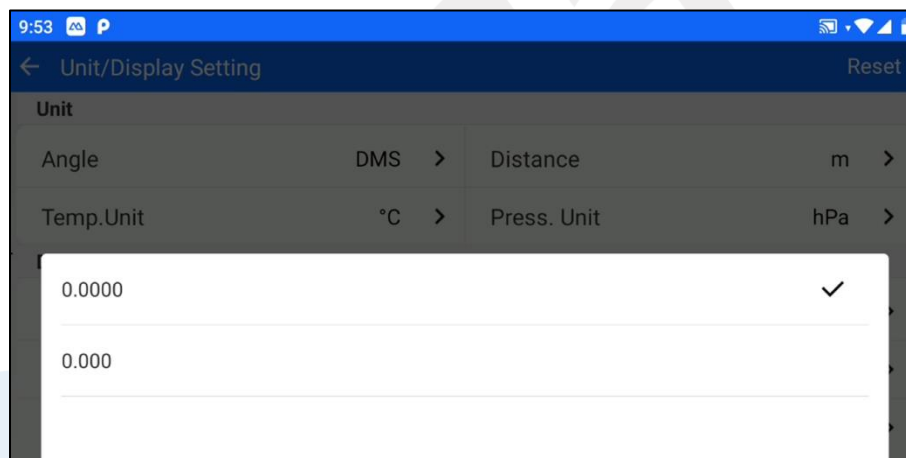 9:53
Unit/Display Setting Reset
Unit
Angle DMS Distance m
Temp.Unit °C Press. Unit hPa
0.0000
0.000